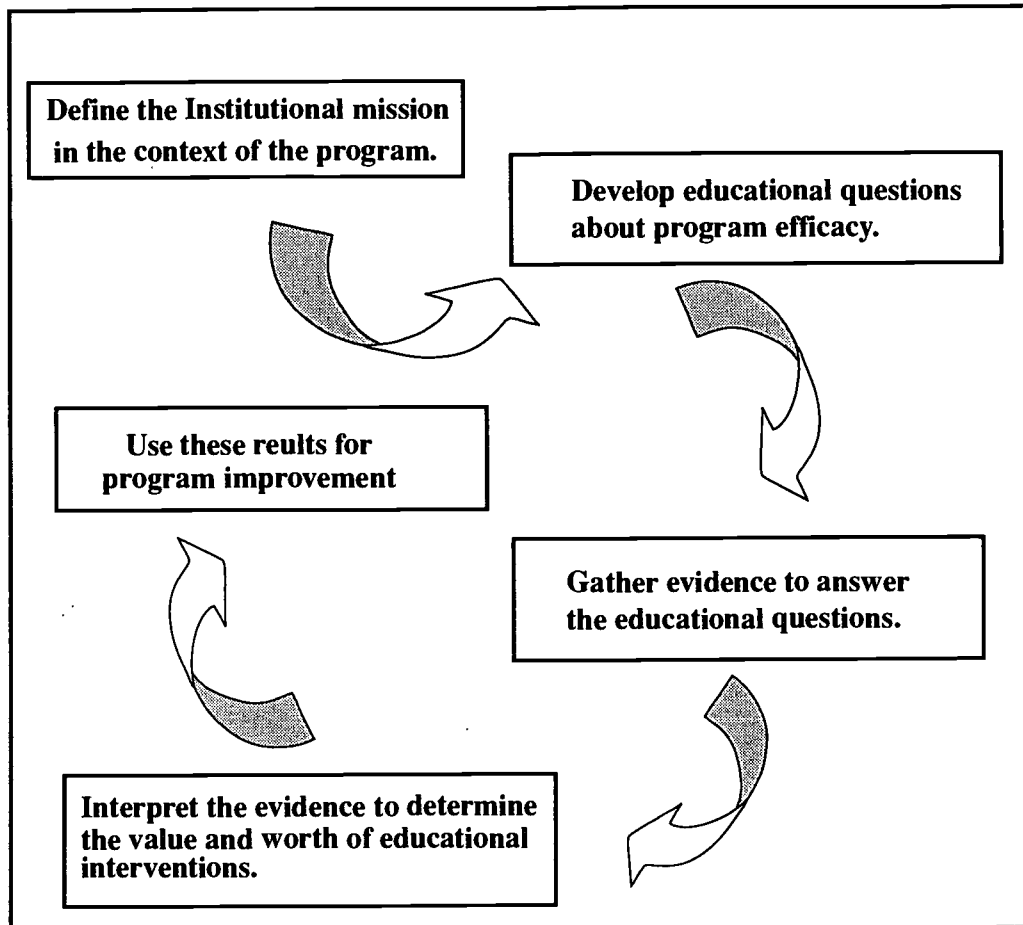 Define the Institutional mission
in the context of the program.
Develop educational questions
about program efficacy.
Use these reults for
program improvement
Gather evidence to answer
the educational questions.
Interpret the evidence to determine
the value and worth of educational
interventions.